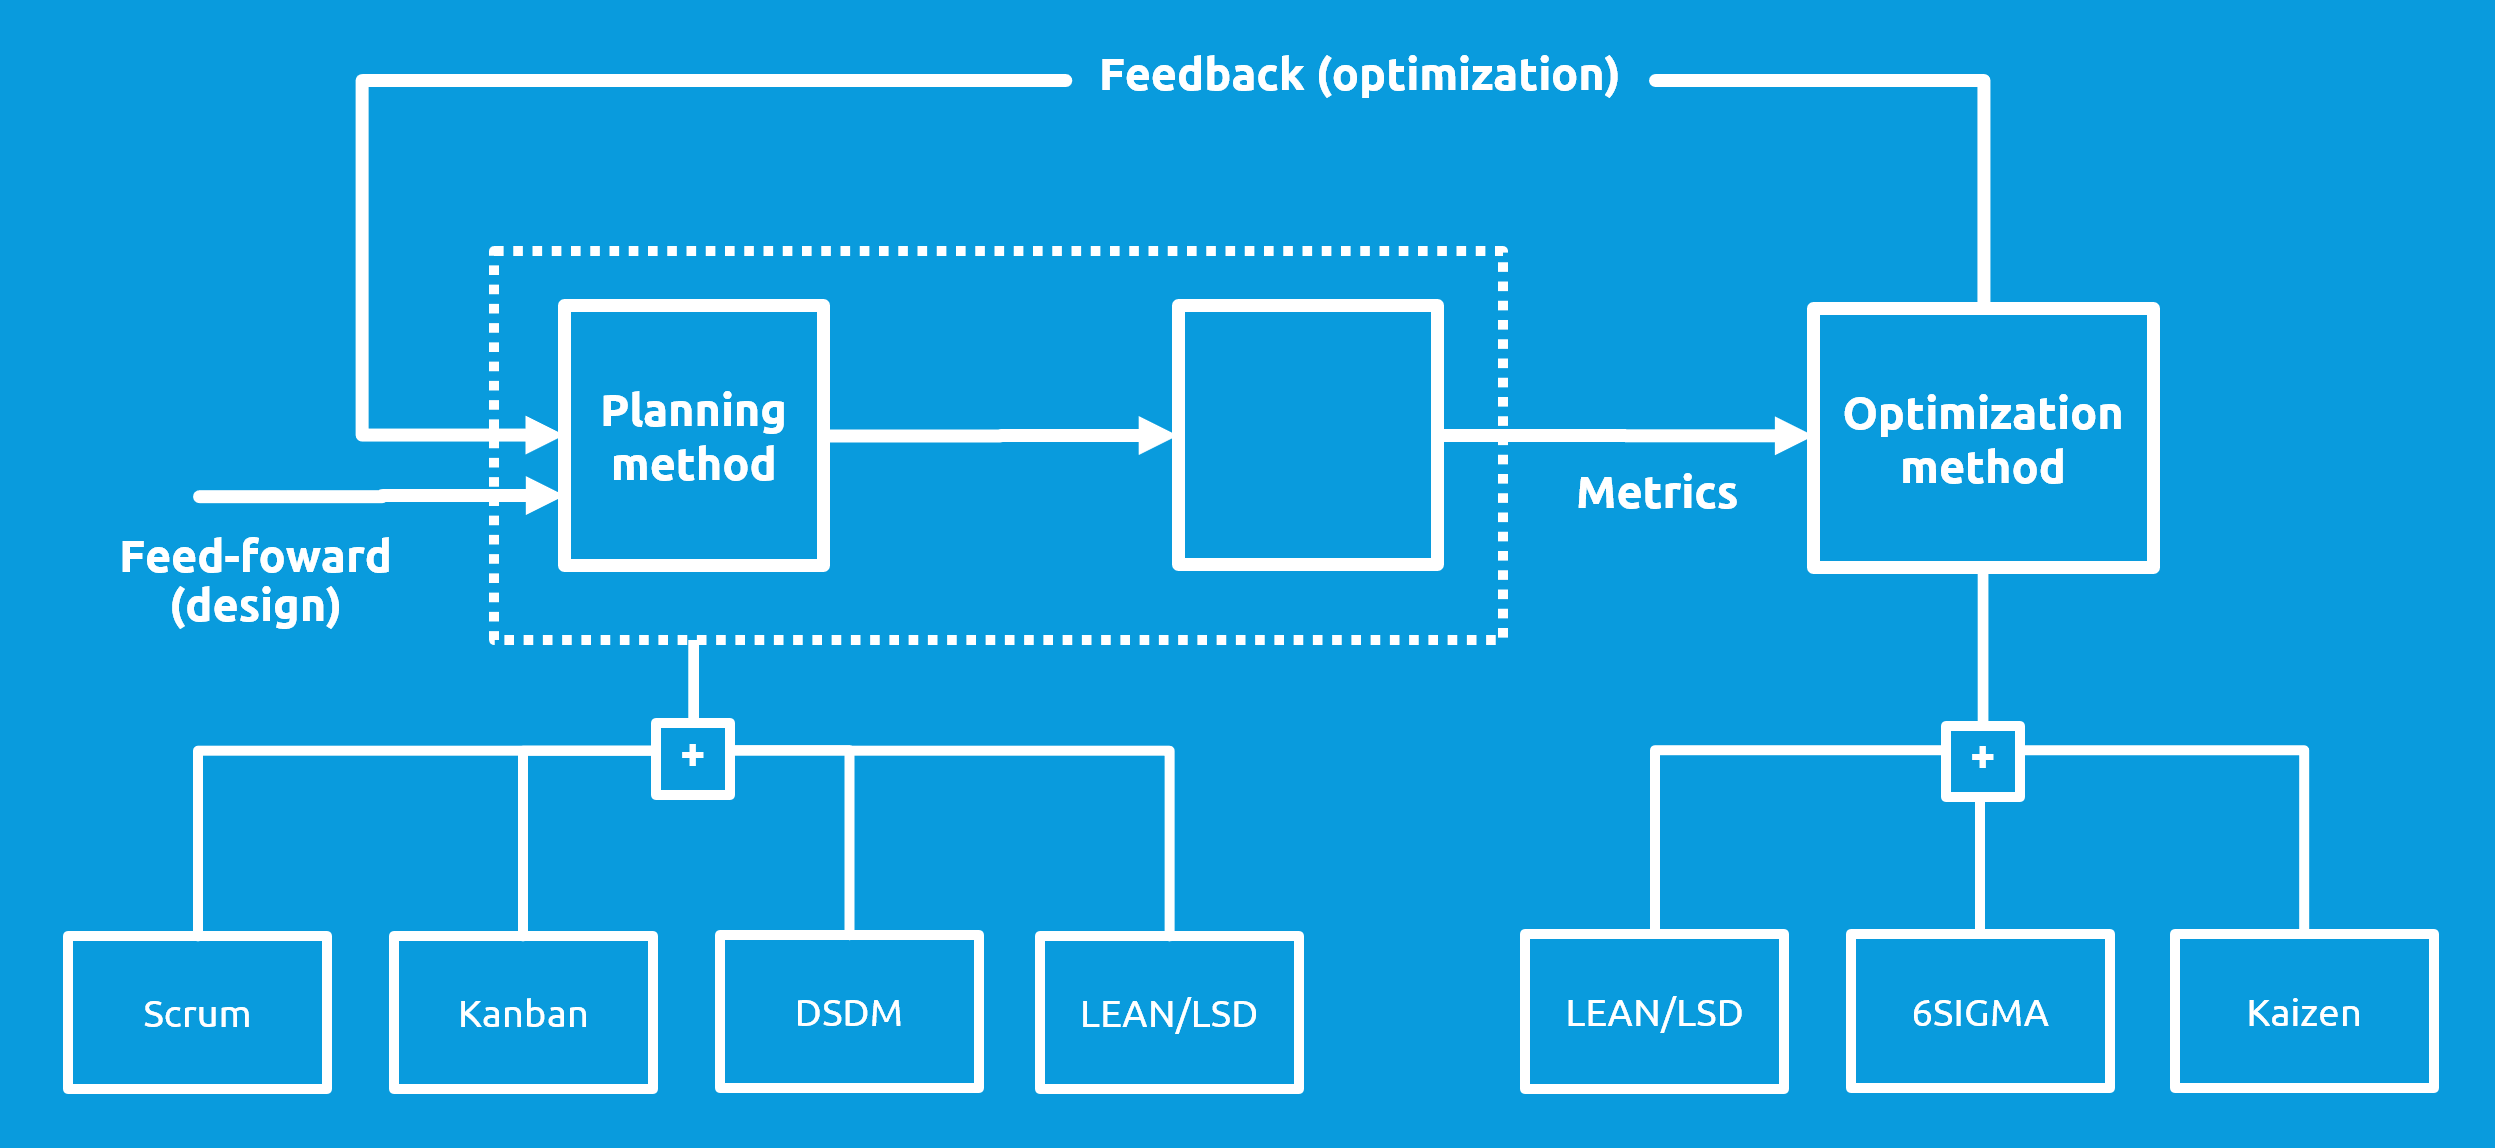 Feedback (optimization)
Planning
method
Optimization
method
Metrics
Feed-foward
(design)
+
+
Scrum
Kanban
DSDM
LEAN/LSD
LEAN/LSD
6SIGMA
Kaizen